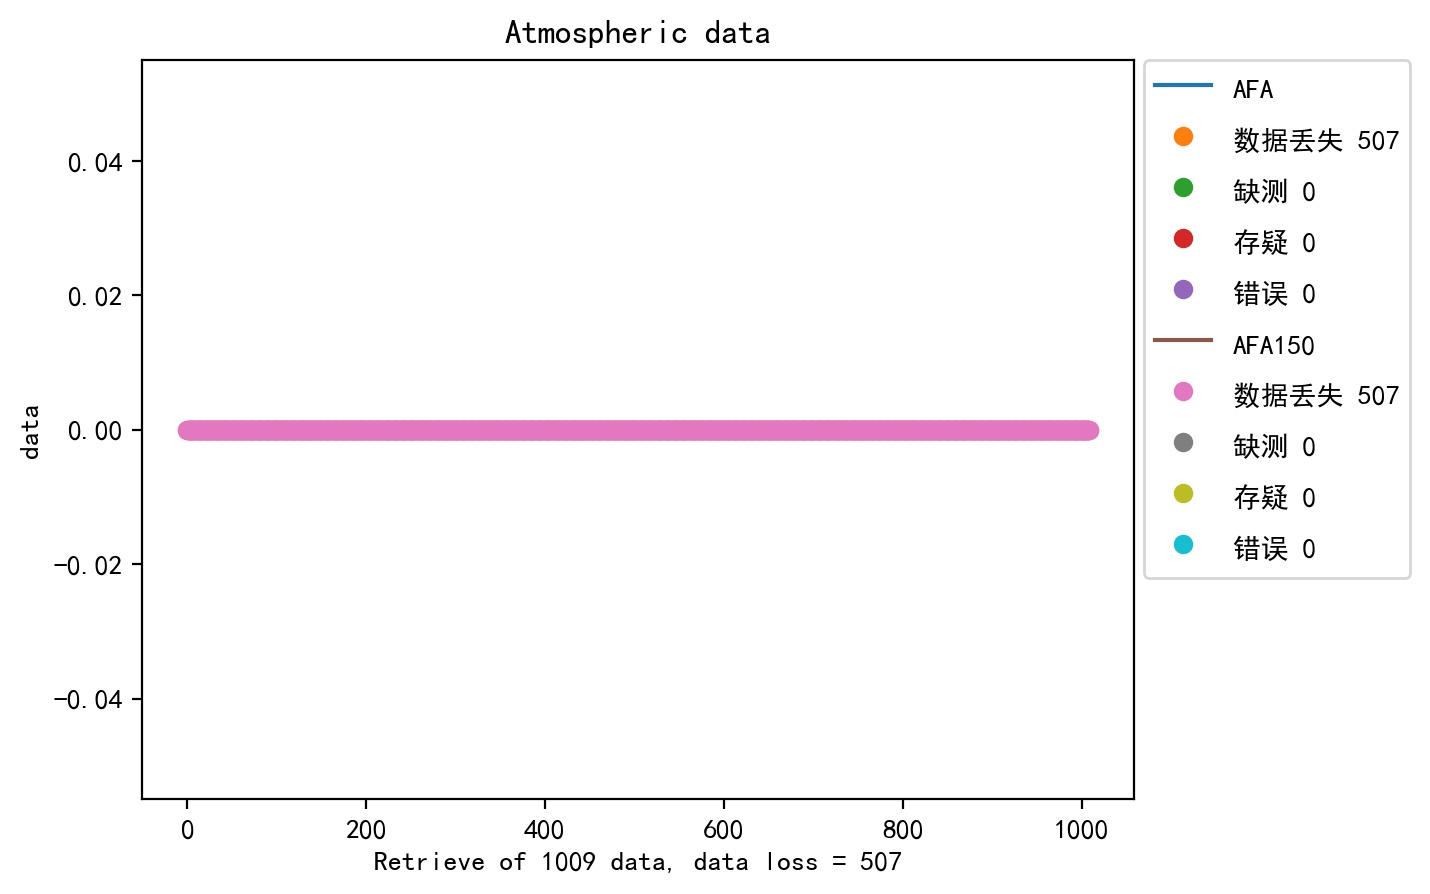 Atmospheric data
data
0.04
0.02
0.00
-0.02
-0.04
0 200 400 600 800 1000
Retrieve of 1009 data, data loss = 507
AFA
数据丢失 507
缺测 0
存疑 0
错误 0
AFA150
数据丢失 507
缺测 0
存疑 0
错误 0